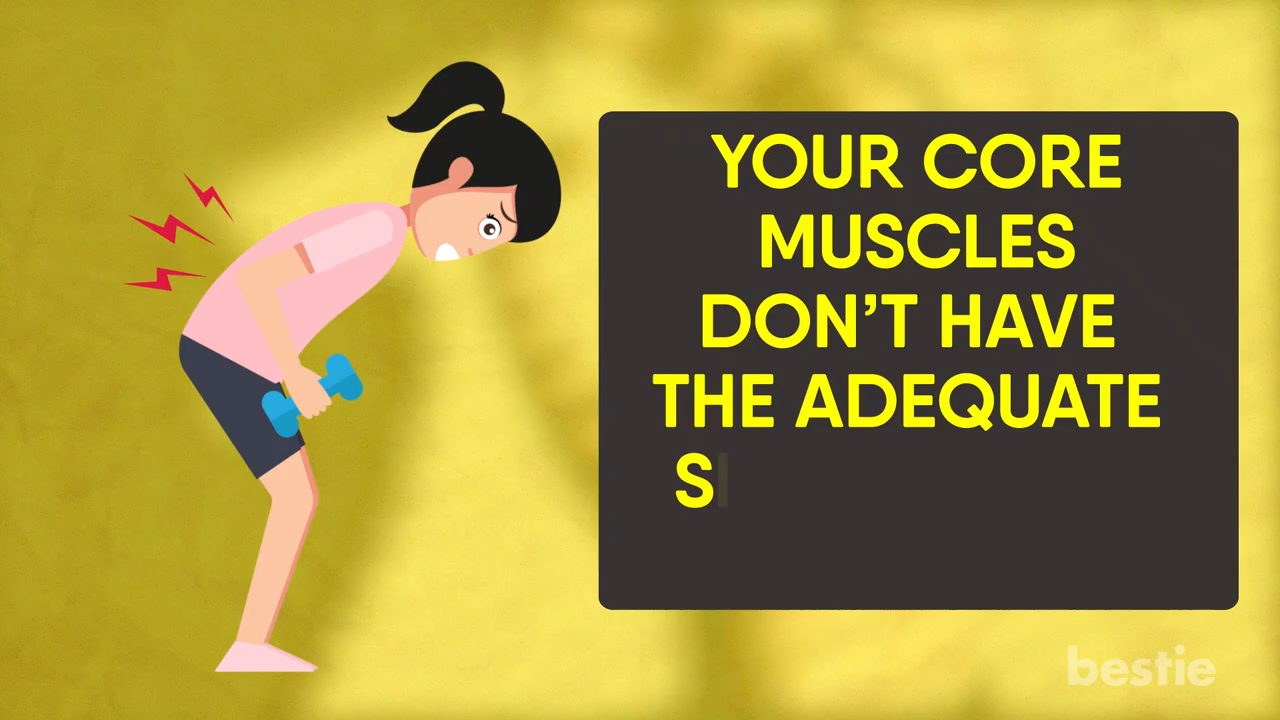 YOUR CORE
MUSCLES
DON'T HAVE
THE ADEQUATE
S
bestie